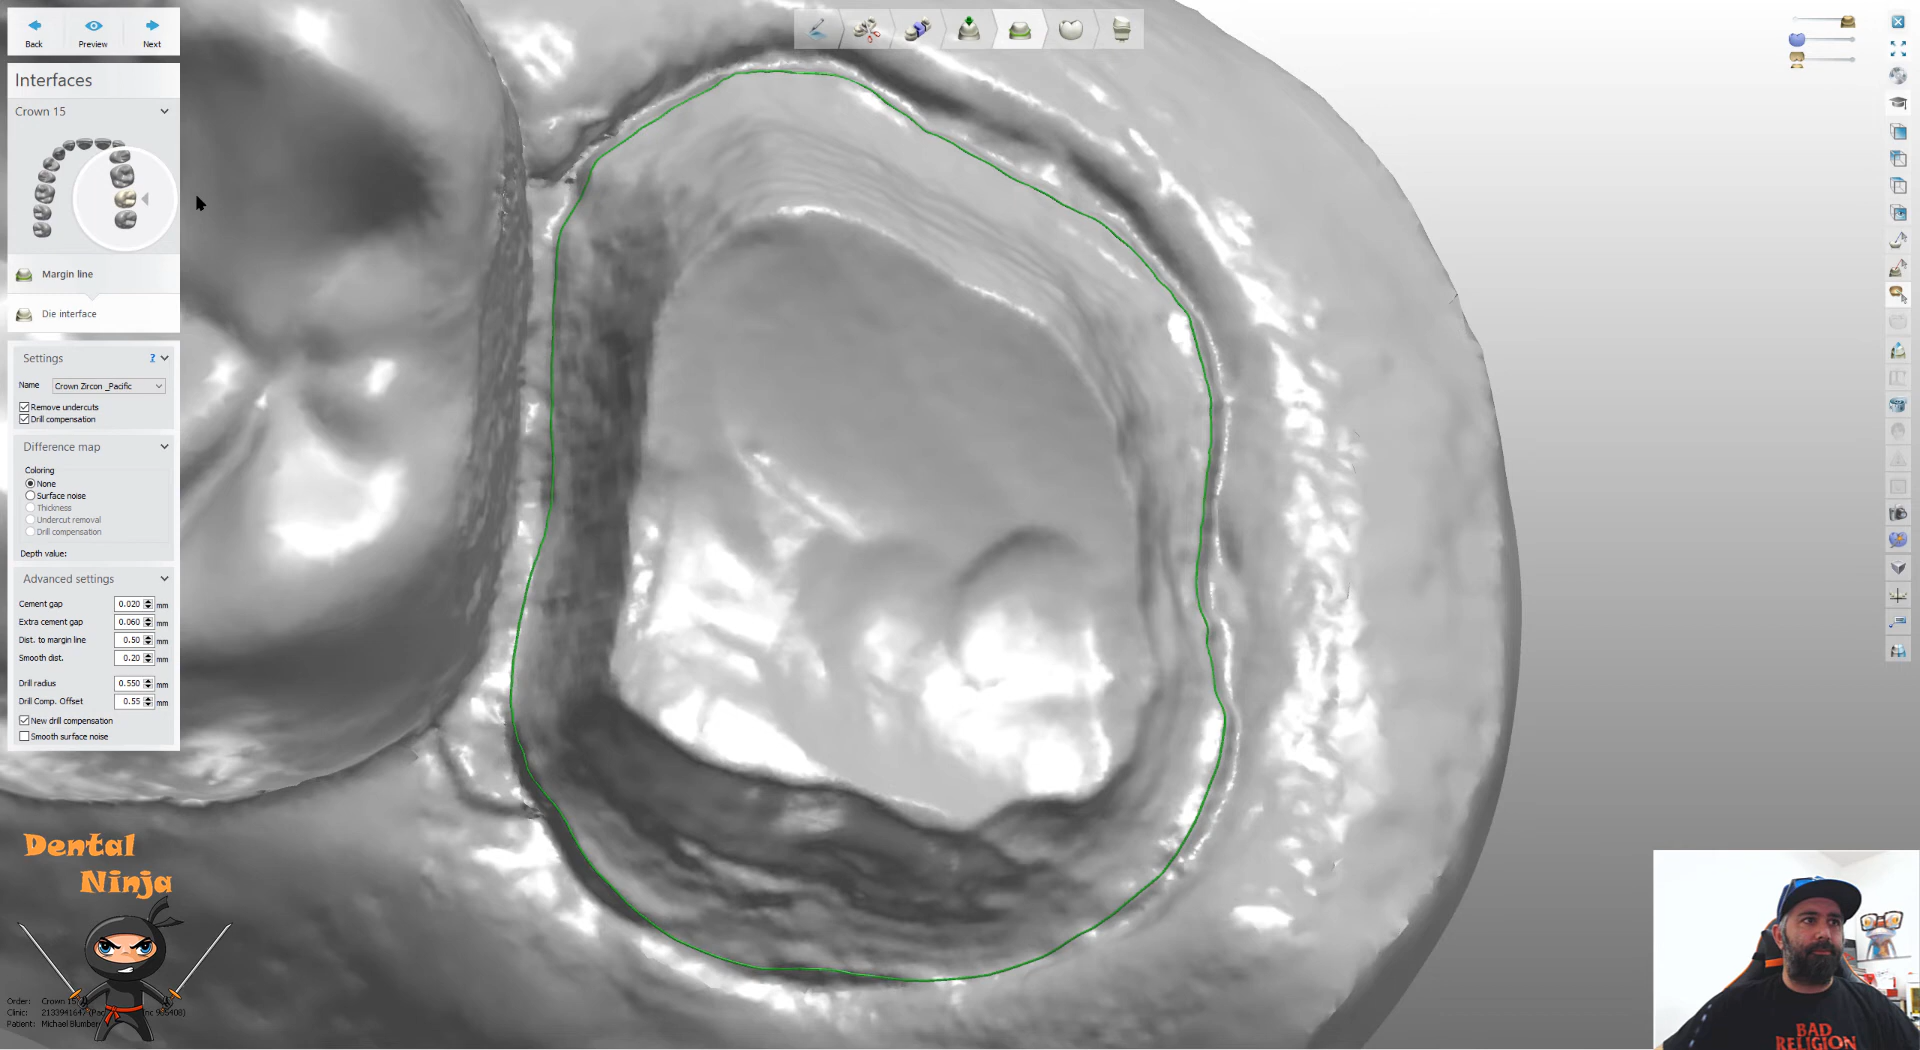 Back
Preview
Next
Interfaces
Crown 15
Margin line
Die interface
Settings
?
Name
Crown Zircon _Pacific
Remove undercuts
Drill compensation
Difference map
Coloring
None
Surface noise
Thickness
Undercut removal
Drill compensation
Depth value:
Advanced settings
Cement gap 0.020 mm
Extra cement gap 0.060 mm
Dist. to margin line 0.50 mm
Smooth dist. 0.20 mm
Drill radius 0.550 mm
Drill Comp. Offset 0.55 mm
New drill compensation
Smooth surface noise
Dental
Ninja
Order: Crown 15
Clinic:
Patient: Michael Blumber
BAD
RELIGION